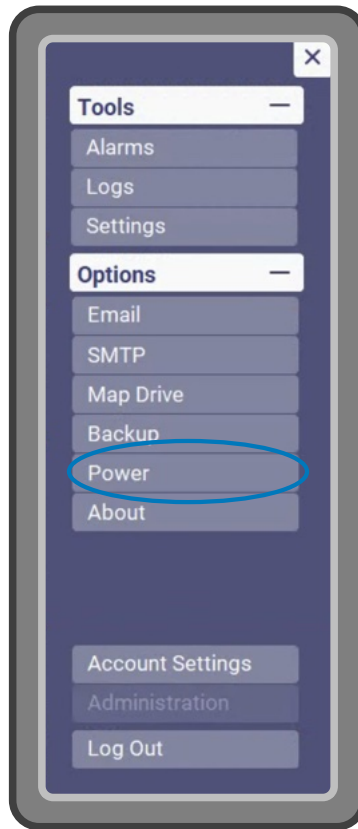 Tools
Alarms
Logs
Settings
Options
Email
SMTP
Map Drive
Backup
Power
About
Account Settings
Administration
Log Out